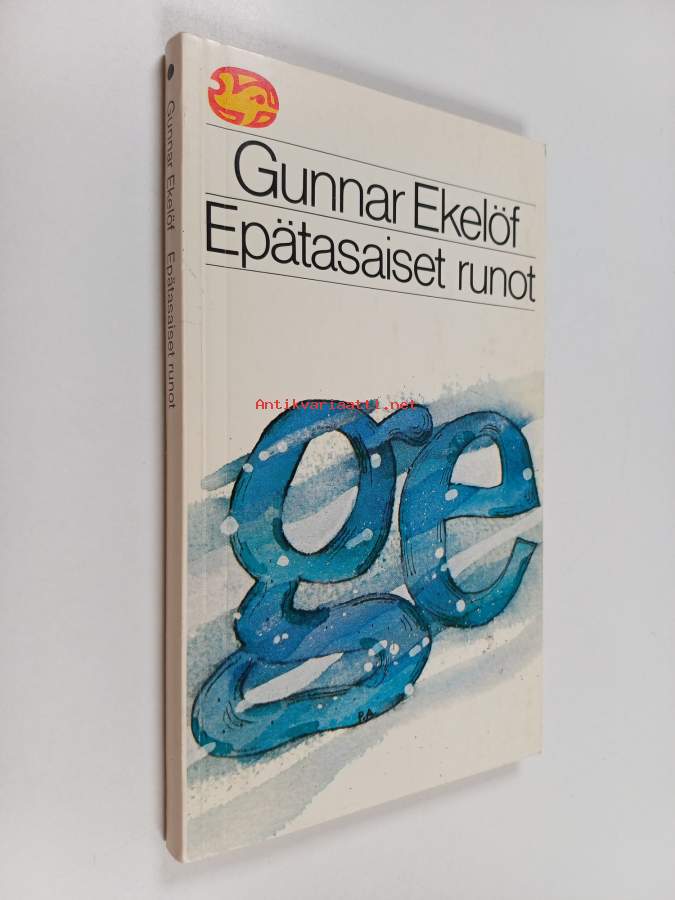 Gunnar Ekelöf
Epätasaiset runot
Gunnar Ekelöf Epätasaiset runot
Antikvariaatti.net
ge
P.A